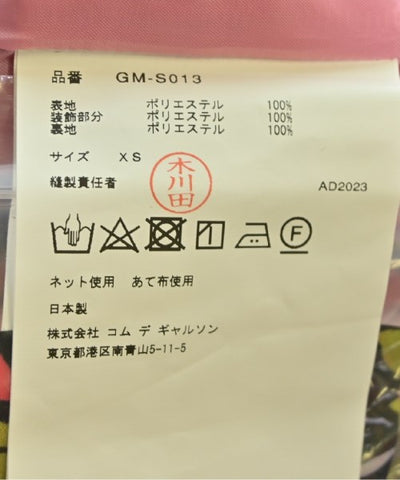 品番 GM-S013
表地 ポリエステル 100%
装飾部分 ポリエステル 100%
裏地 ポリエステル 100%
サイズ XS
縫製責任者 木川田 AD2023
F
ネット使用 あて布使用
日本製
株式会社 コム デ ギャルソン
東京都港区南青山5-11-5